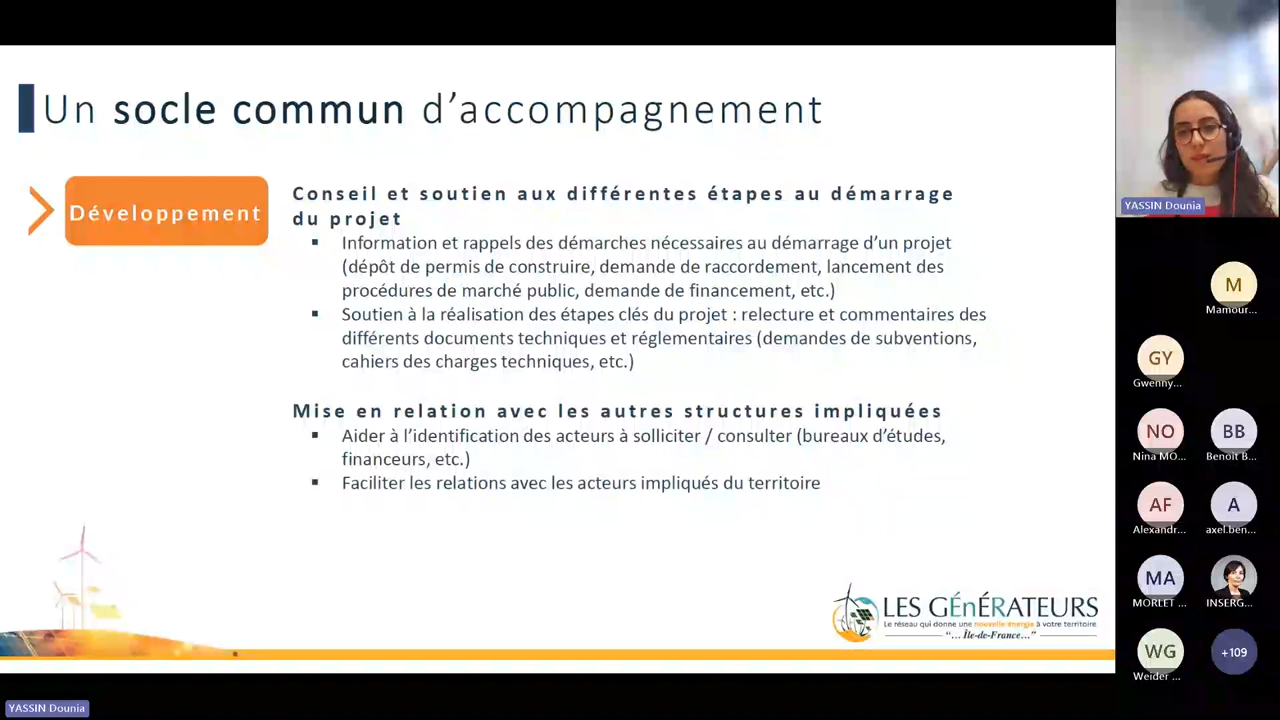 Un socle commun d'accompagnement
Développement
Conseil et soutien aux différentes étapes au démarrage
du projet
▪ Information et rappels des démarches nécessaires au démarrage d'un projet
(dépôt de permis de construire, demande de raccordement, lancement des
procédures de marché public, demande de financement, etc.)
▪ Soutien à la réalisation des étapes clés du projet : relecture et commentaires des
différents documents techniques et réglementaires (demandes de subventions,
cahiers des charges techniques, etc.)
Mise en relation avec les autres structures impliquées
▪ Aider à l'identification des acteurs à solliciter / consulter (bureaux d'études,
financeurs, etc.)
▪ Faciliter les relations avec les acteurs impliqués du territoire
LES GÉnÉRATEURS
Le réseau qui donne une nouvelle énergie à votre territoire
"... Île-de-France..."
YASSIN Dounia
M
Mamour...
GY
Gwenny...
NO
Nina MO...
BB
Benoit B...
AF
Alexandr...
A
axel.ben...
MA
MORLET ...
INSERG...
WG
Weider ...
+109
YASSIN Dounia